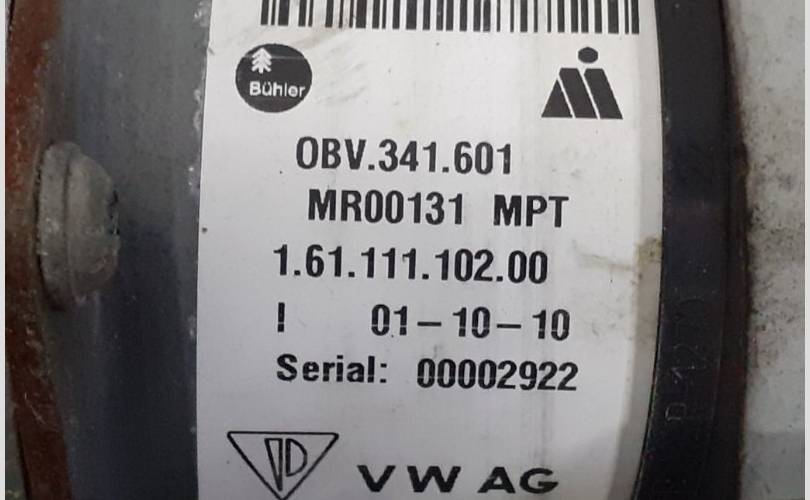 Bühler
0BV.341.601
MR00131 MPT
1.61.111.102.00
! 01-10-10
Serial: 00002922
VW AG